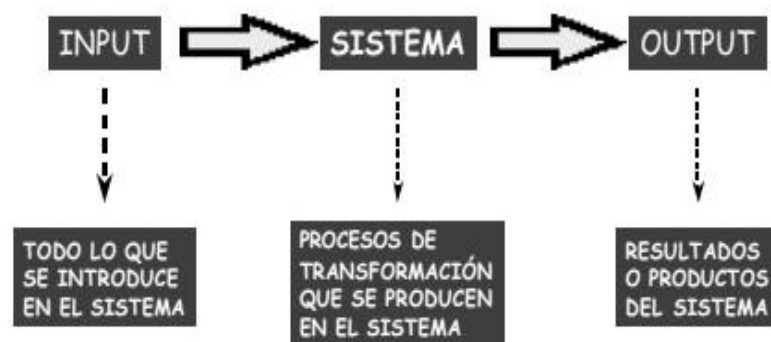 INPUT
SISTEMA
OUTPUT
TODO LO QUE
SE INTRODUCE
EN EL SISTEMA
PROCESOS DE
TRANSFORMACIÓN
QUE SE PRODUCEN
EN EL SISTEMA
RESULTADOS
O PRODUCTOS
DEL SISTEMA